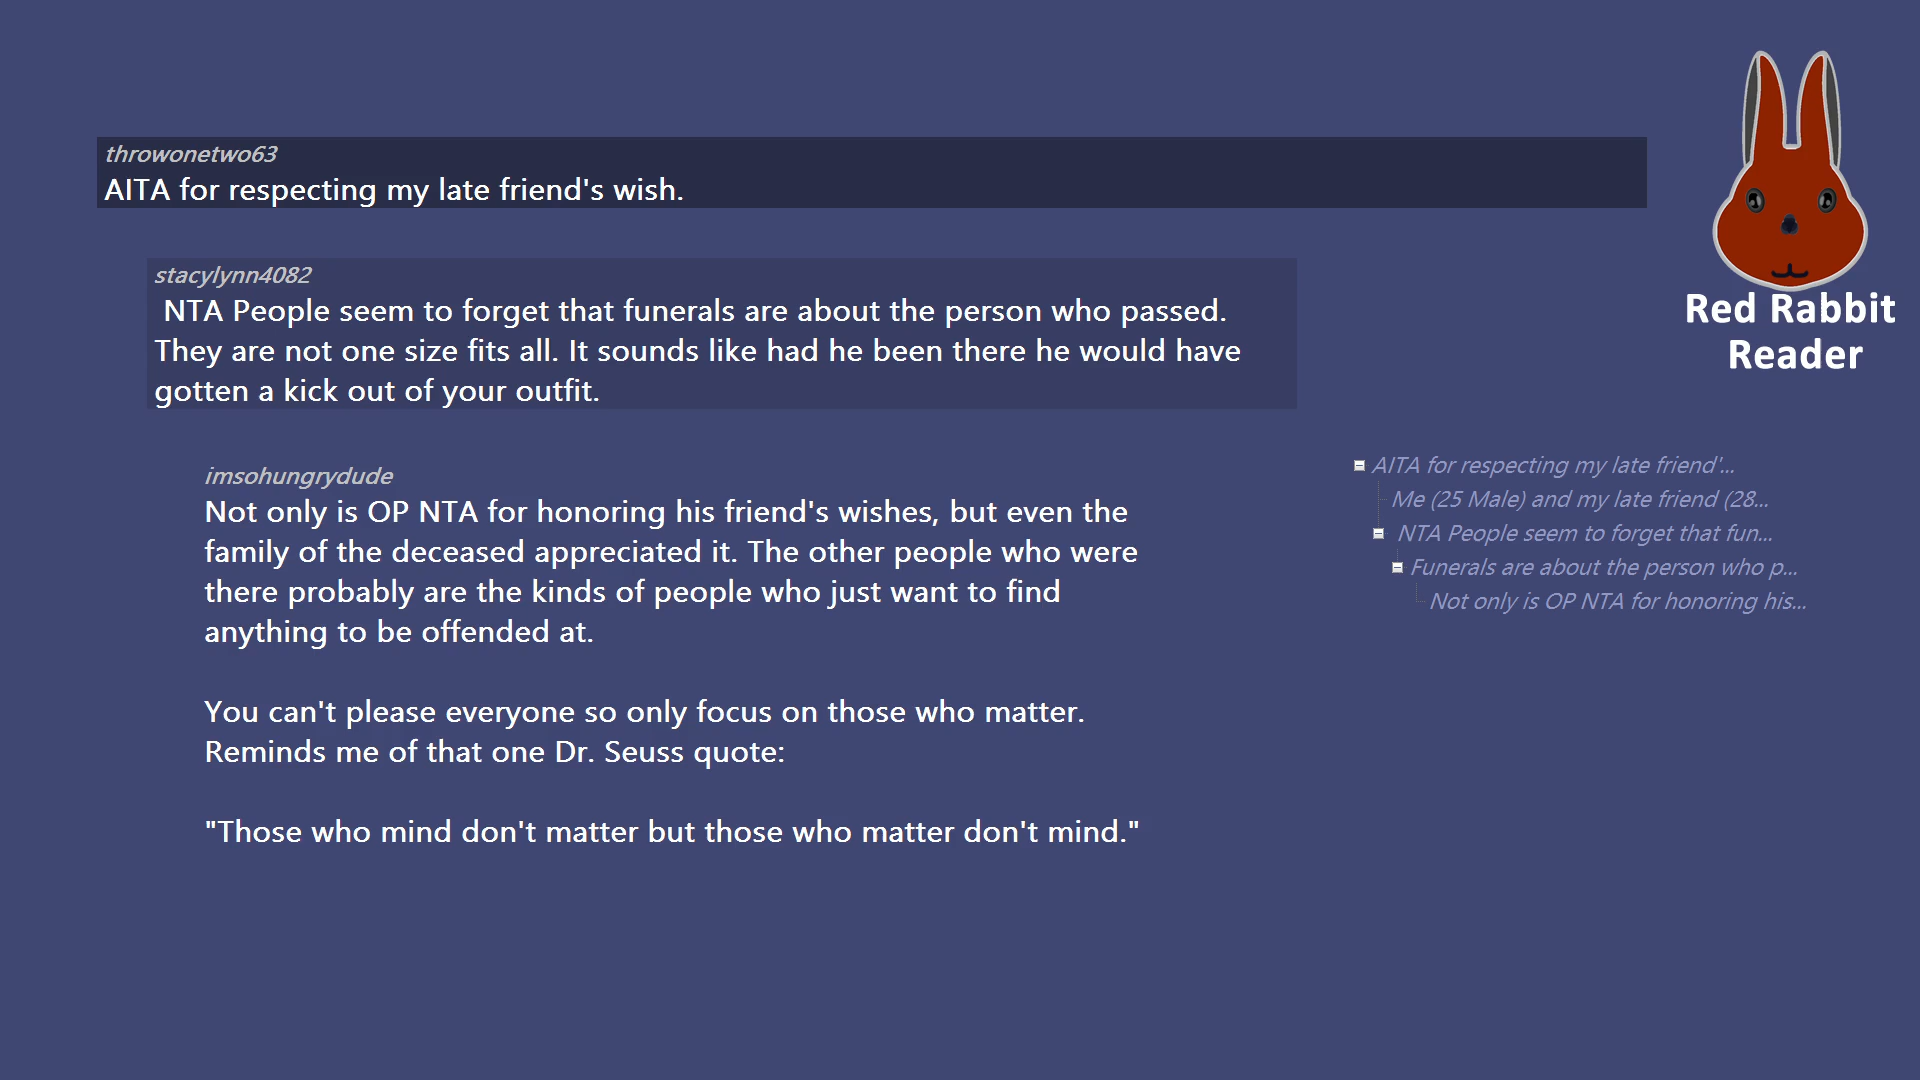 throwonetwo63
AITA for respecting my late friend's wish.
stacylynn4082
NTA People seem to forget that funerals are about the person who passed.
They are not one size fits all. It sounds like had he been there he would have
gotten a kick out of your outfit.
imsohungrydude
Not only is OP NTA for honoring his friend's wishes, but even the
family of the deceased appreciated it. The other people who were
there probably are the kinds of people who just want to find
anything to be offended at.
You can't please everyone so only focus on those who matter.
Reminds me of that one Dr. Seuss quote:
"Those who mind don't matter but those who matter don't mind."
Red Rabbit
Reader
AITA for respecting my late friend'...
Me (25 Male) and my late friend (28...
NTA People seem to forget that fun...
Funerals are about the person who p...
Not only is OP NTA for honoring his...